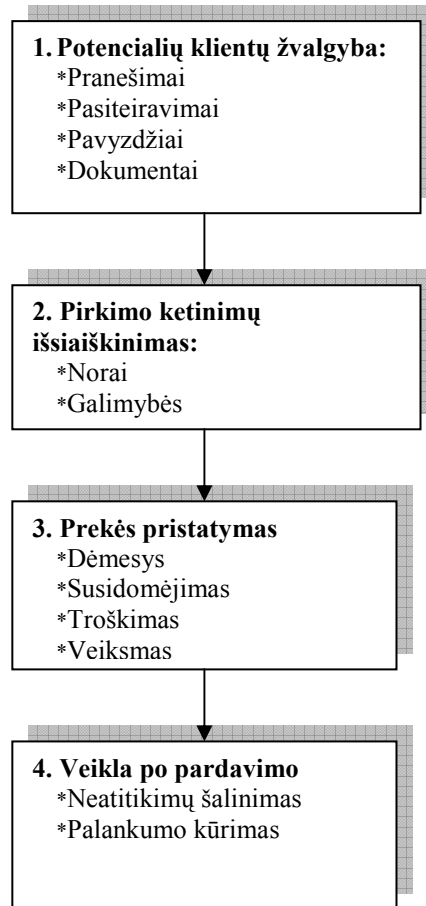 1. Potencialių klientų žvalgyba:
*Pranešimai
*Pasiteiravimai
*Pavyzdžiai
*Dokumentai
2. Pirkimo ketinimų
išsiaiškinimas:
*Norai
*Galimybės
3. Prekės pristatymas
*Dėmesys
*Susidomėjimas
*Troškimas
*Veiksmas
4. Veikla po pardavimo
*Neatitikimų šalinimas
*Palankumo kūrimas